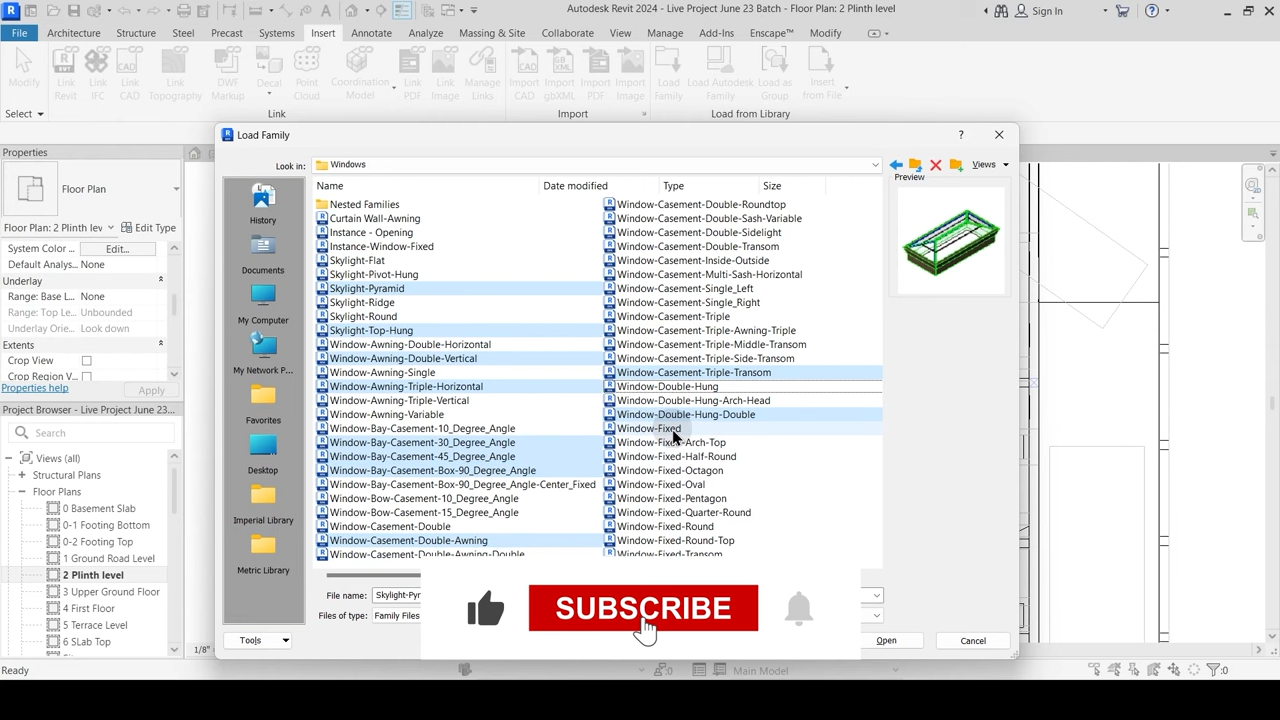 Autodesk Revit 2024 - Live Project June 23 Batch - Floor Plan: 2 Plinth level
Sign In
File Architecture Structure Steel Precast Systems Insert Annotate Analyze Massing & Site Collaborate View Manage Add-Ins Enscape™ Modify
Modify
Link Revit
Link IFC
Link CAD
Link Topography
DWF Markup
Decal
Point Cloud
Coordination Model
Link PDF
Link Image
Manage Links
Import CAD
Import gbXML
Import PDF
Import Image
Load Family
Load Autodesk Family
Load as Group
Insert from File
Select
Link
Import
Load from Library
Properties
Floor Plan
Floor Plan: 2 Plinth lev
Edit Type
System Color ... Edit...
Default Analys... None
Underlay
Range: Base L... None
Range: Top Le... Unbounded
Underlay Orie... Look down
Extents
Crop View
Crop Region V...
Properties help
Apply
Project Browser - Live Project June 23...
Search
Views (all)
Structural Plans
Floor Plans
0 Basement Slab
0-1 Footing Bottom
0-2 Footing Top
1 Ground Road Level
2 Plinth level
3 Upper Ground Floor
4 First Floor
5 Terrace Level
6 SLab Top
Ready
1/8"
Load Family
?
Look in:
Windows
Views
Preview
History
Documents
My Computer
My Network P...
Favorites
Desktop
Imperial Library
Metric Library
Name
Date modified
Type
Size
Nested Families
Curtain Wall-Awning
Instance - Opening
Instance-Window-Fixed
Skylight-Flat
Skylight-Pivot-Hung
Skylight-Pyramid
Skylight-Ridge
Skylight-Round
Skylight-Top-Hung
Window-Awning-Double-Horizontal
Window-Awning-Double-Vertical
Window-Awning-Single
Window-Awning-Triple-Horizontal
Window-Awning-Triple-Vertical
Window-Awning-Variable
Window-Bay-Casement-10_Degree_Angle
Window-Bay-Casement-30_Degree_Angle
Window-Bay-Casement-45_Degree_Angle
Window-Bay-Casement-Box-90_Degree_Angle
Window-Bay-Casement-Box-90_Degree_Angle-Center_Fixed
Window-Bow-Casement-10_Degree_Angle
Window-Bow-Casement-15_Degree_Angle
Window-Casement-Double
Window-Casement-Double-Awning
Window-Casement-Double-Awning-Double
Window-Casement-Double-Roundtop
Window-Casement-Double-Sash-Variable
Window-Casement-Double-Sidelight
Window-Casement-Double-Transom
Window-Casement-Inside-Outside
Window-Casement-Multi-Sash-Horizontal
Window-Casement-Single_Left
Window-Casement-Single_Right
Window-Casement-Triple
Window-Casement-Triple-Awning-Triple
Window-Casement-Triple-Middle-Transom
Window-Casement-Triple-Side-Transom
Window-Casement-Triple-Transom
Window-Double-Hung
Window-Double-Hung-Arch-Head
Window-Double-Hung-Double
Window-Fixed
Window-Fixed-Arch-Top
Window-Fixed-Half-Round
Window-Fixed-Octagon
Window-Fixed-Oval
Window-Fixed-Pentagon
Window-Fixed-Quarter-Round
Window-Fixed-Round
Window-Fixed-Round-Top
Window-Fixed-Transom
File name: Skylight-Pyr
Files of type: Family Files
SUBSCRIBE
Tools
Open
Cancel
:0
Main Model
:0